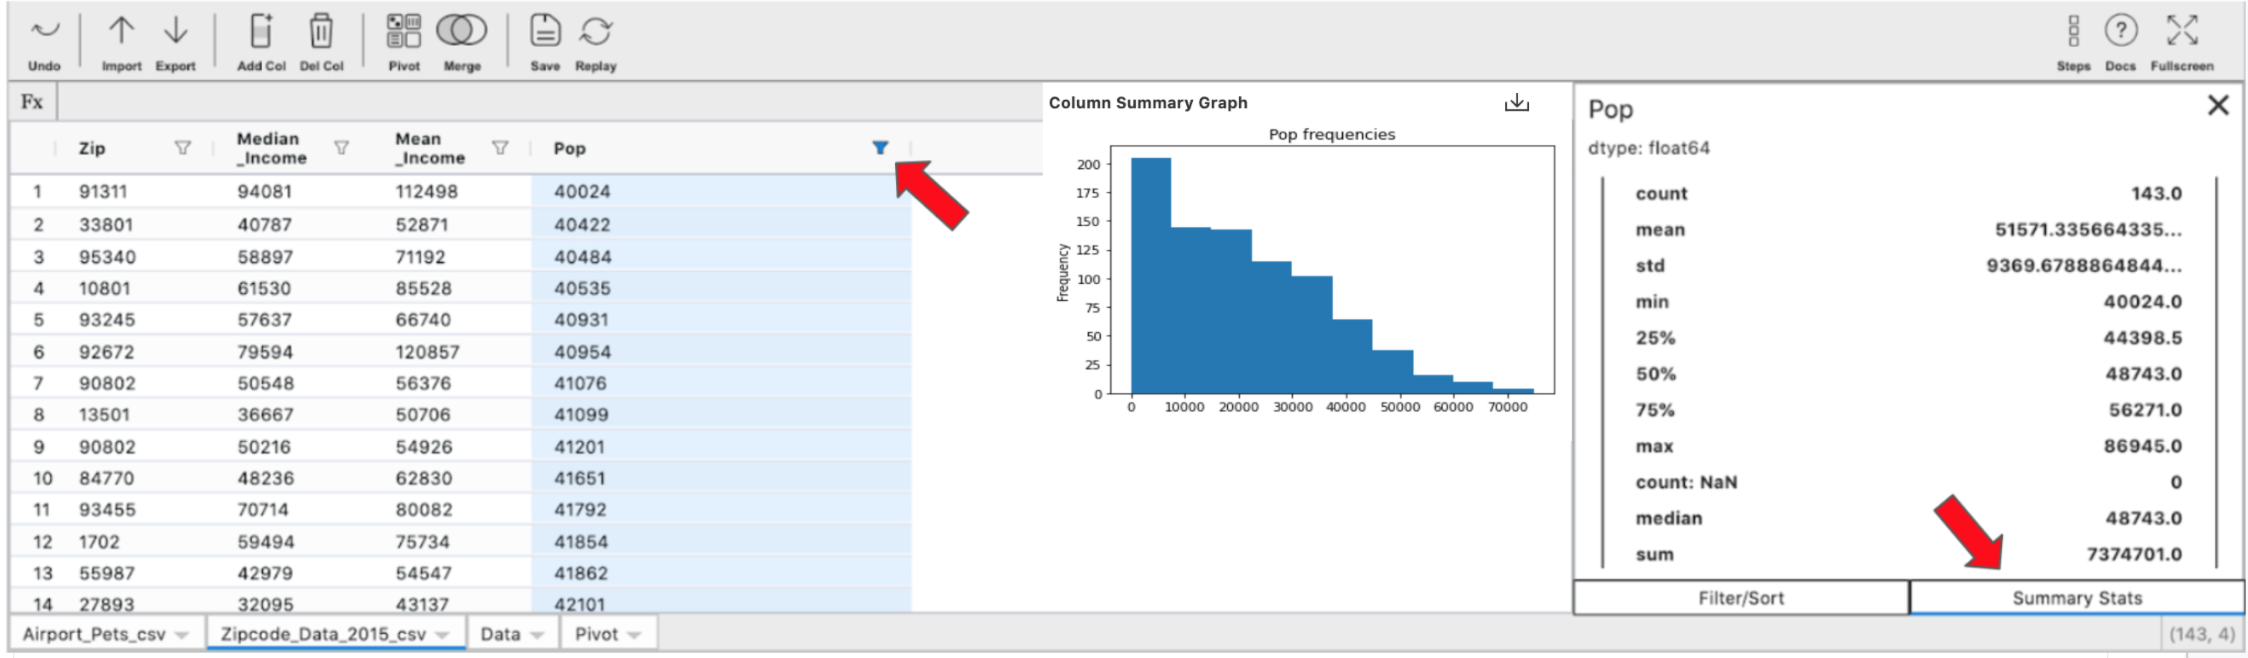 Undo Import Export Add Col Del Col Pivot Merge Save Replay Steps Docs Fullscreen
Fx
Zip Median _Income Mean _Income Pop
1 91311 94081 112498 40024
2 33801 40787 52871 40422
3 95340 58897 71192 40484
4 10801 61530 85528 40535
5 93245 57637 66740 40931
6 92672 79594 120857 40954
7 90802 50548 56376 41076
8 13501 36667 50706 41099
9 90802 50216 54926 41201
10 84770 48236 62830 41651
11 93455 70714 80082 41792
12 1702 59494 75734 41854
13 55987 42979 54547 41862
14 27893 32095 43137 42101
Column Summary Graph
Pop frequencies
Frequency
200
175
150
125
100
75
50
25
0
0 10000 20000 30000 40000 50000 60000 70000
Pop
dtype: float64
count 143.0
mean 51571.335664335...
std 9369.6788864844...
min 40024.0
25% 44398.5
50% 48743.0
75% 56271.0
max 86945.0
count: NaN 0
median 48743.0
sum 7374701.0
Filter/Sort Summary Stats
Airport_Pets_csv Zipcode_Data_2015_csv Data Pivot (143, 4)